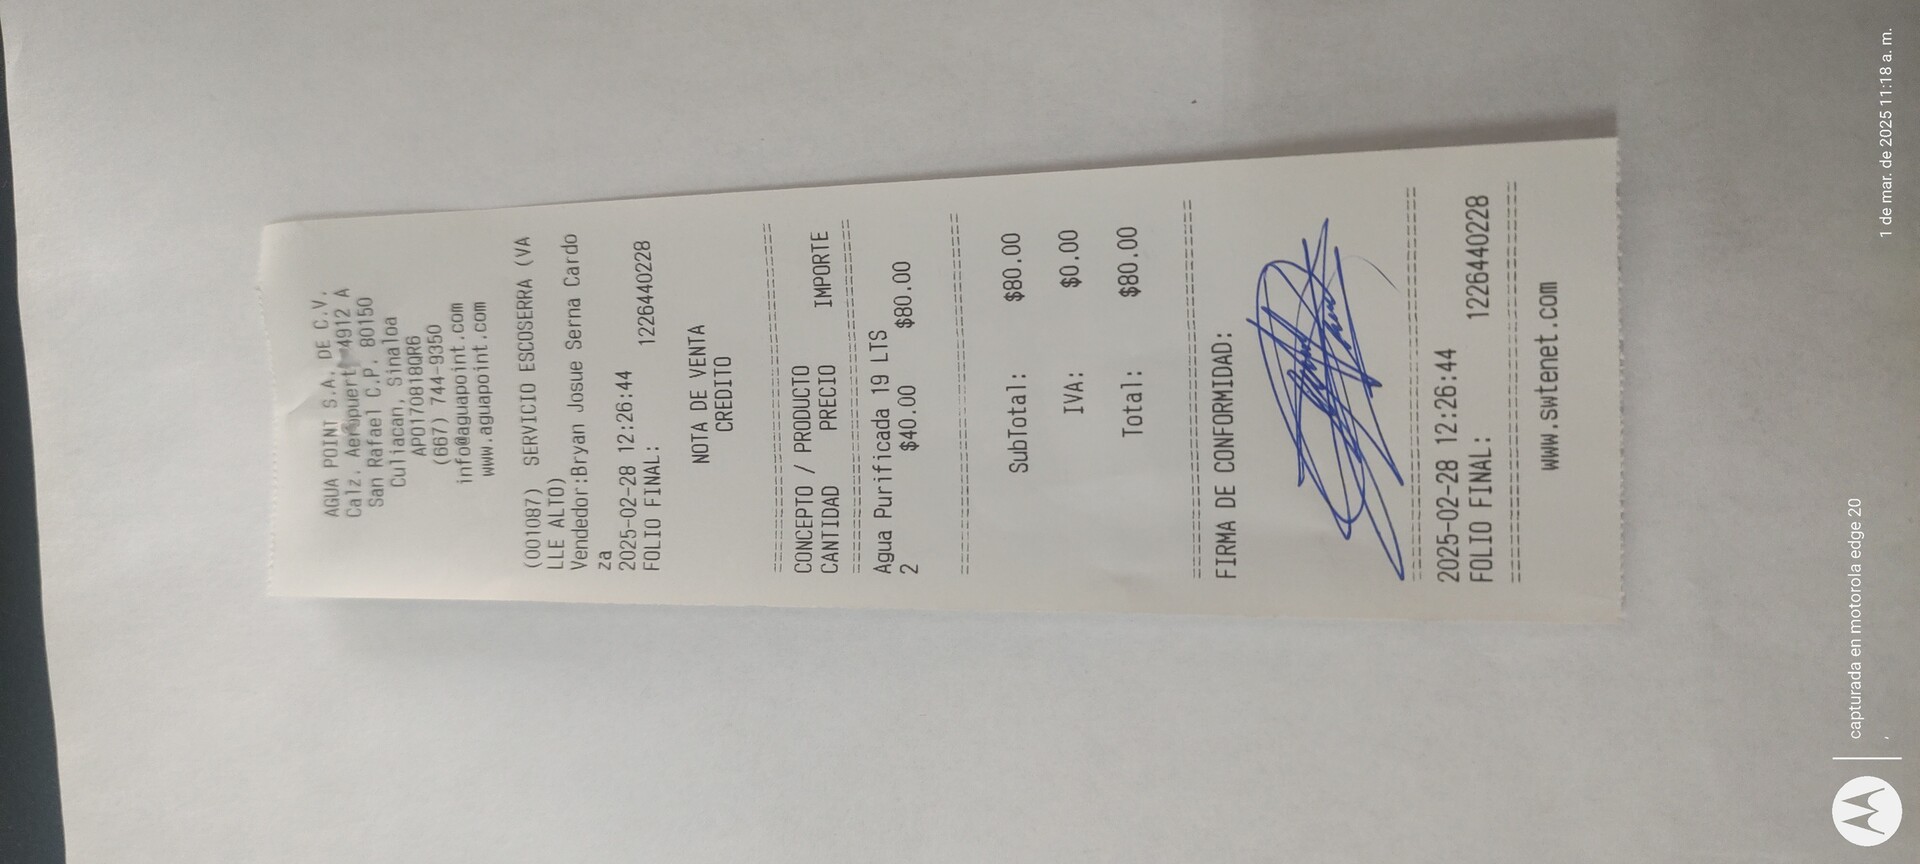 AGUA POINT S.A. DE C.V.
Calz. Aeropuerto 4912 A
San Rafael C.P. 80150
Culiacan, Sinaloa
APO170818QR6
(667) 744-9350
info@aguapoint.com
www.aguapoint.com
(001087) SERVICIO ESCOSERRA (VA
LLE ALTO)
Vendedor:Bryan Josue Serna Cardo
za
2025-02-28 12:26:44
FOLIO FINAL: 1226440228
NOTA DE VENTA
CREDITO
CONCEPTO / PRODUCTO
CANTIDAD PRECIO IMPORTE
Agua Purificada 19 LTS
2 $40.00 $80.00
SubTotal: $80.00
IVA: $0.00
Total: $80.00
FIRMA DE CONFORMIDAD:
2025-02-28 12:26:44
FOLIO FINAL: 1226440228
www.swtenet.com
capturada en motorola edge 20
1 de mar. de 2025 11:18 a. m.